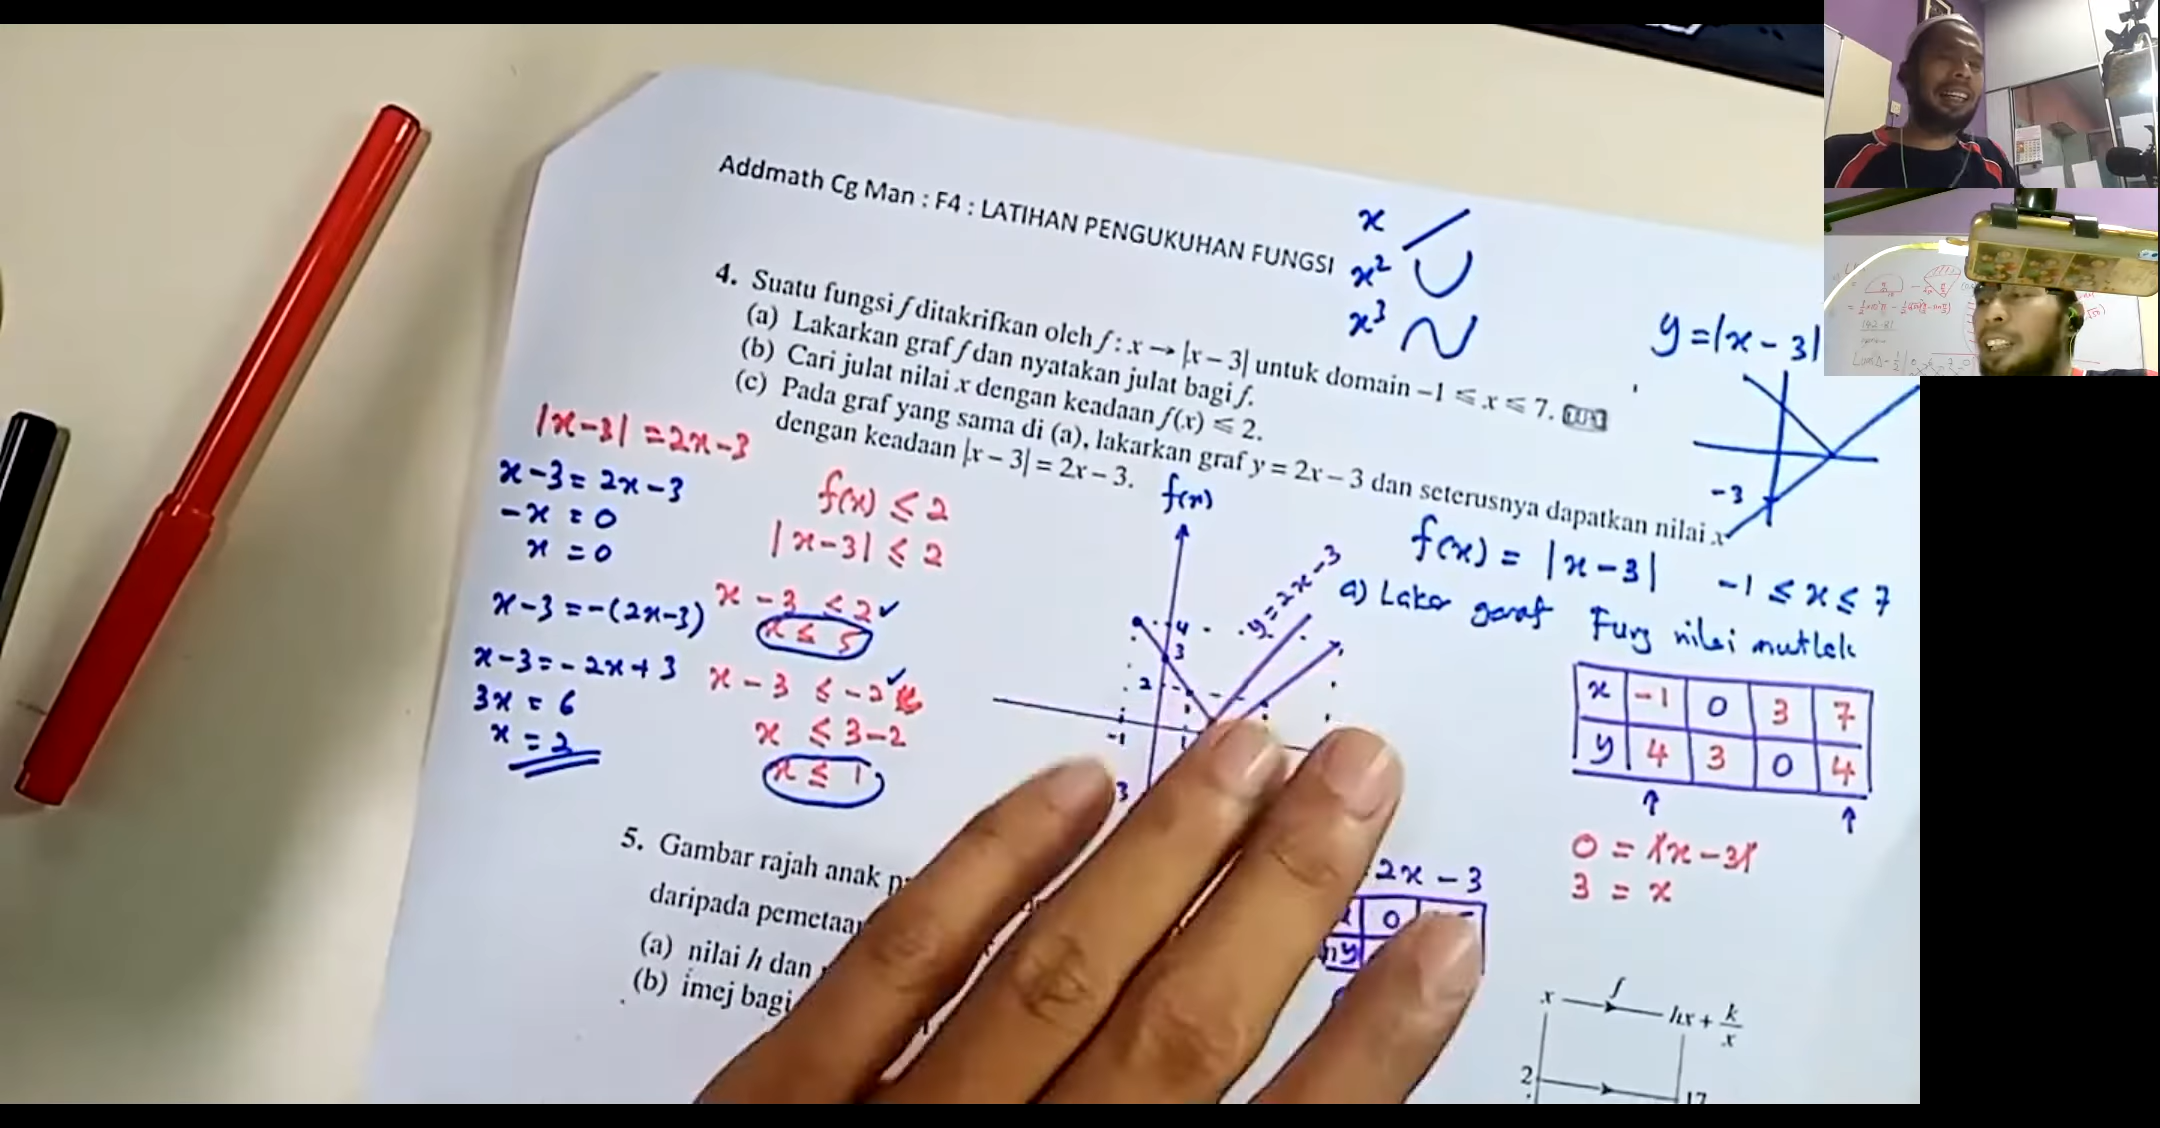 Addmath Cg Man : F4 : LATIHAN PENGUKUHAN FUNGSI
x
x²
x³
4. Suatu fungsi f ditakrifkan oleh f : x → |x – 3| untuk domain –1 ⩽ x ⩽ 7.
(a) Lakarkan graf f dan nyatakan julat bagi f.
(b) Cari julat nilai x dengan keadaan f(x) ⩽ 2.
(c) Pada graf yang sama di (a), lakarkan graf y = 2x – 3 dan seterusnya dapatkan nilai x
dengan keadaan |x – 3| = 2x – 3.
y = |x - 3|
-3
|x-3| = 2x-3
x-3 = 2x-3
-x = 0
x = 0
x-3 = -(2x-3)
x-3 = -2x+3
3x = 6
x = 2
f(x) ≤ 2
|x-3| ≤ 2
x - 3 ≤ 2 ✓
x ≤ 5
x - 3 ≤ -2 ✓
x ≤ 3-2
x ≤ 1
f(x)
y = 2x-3
4
3
2
-1
1
3
f(x) = |x-3| -1 ≤ x ≤ 7
a) Lakar geraf Fung nilai mutlak
x -1 0 3 7
y 4 3 0 4
0 = |x-3|
3 = x
2x - 3
0
y
5. Gambar rajah anak
daripada pemetaan
(a) nilai h dan
(b) imej bagi
x f hx + k/x
2 17